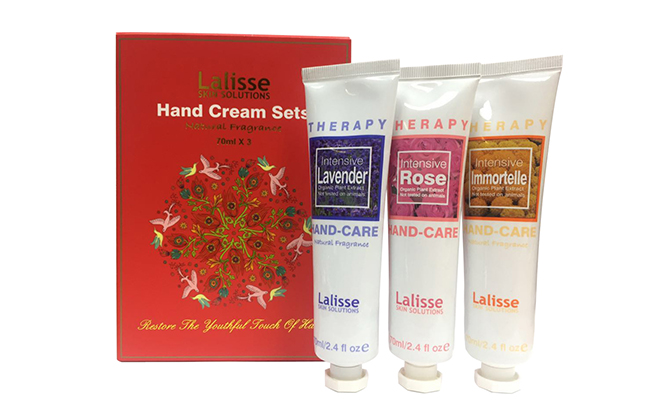 Lalisse
SKIN SOLUTIONS
Hand Cream Sets
Natural Fragrance
70ml X 3
Restore The Youthful Touch Of
THERAPY
Intensive
Lavender
Organic Plant Extract
Not tested on animals
HAND-CARE
Natural Fragrance
Lalisse
SKIN SOLUTIONS
70ml/2.4 fl oz e
THERAPY
Intensive
Rose
Organic Plant Extract
Not tested on animals
HAND-CARE
Lalisse
SKIN SOLUTIONS
70ml/2.4 fl oz e
THERAPY
Intensive
Immortelle
Organic Plant Extract
Not tested on animals
HAND-CARE
Natural Fragrance
Lalisse
SKIN SOLUTIONS
70ml/2.4 fl oz e